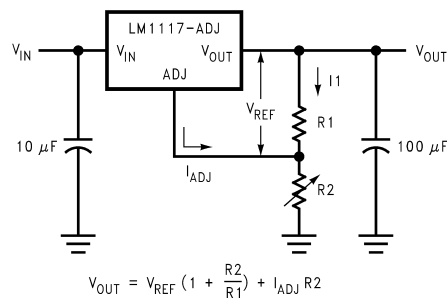 LM1117-ADJ
V_IN
V_IN
V_OUT
V_OUT
ADJ
I1
V_REF
R1
10 μF
100 μF
I_ADJ
R2
V_OUT = V_REF (1 + R2/R1) + I_ADJ R2